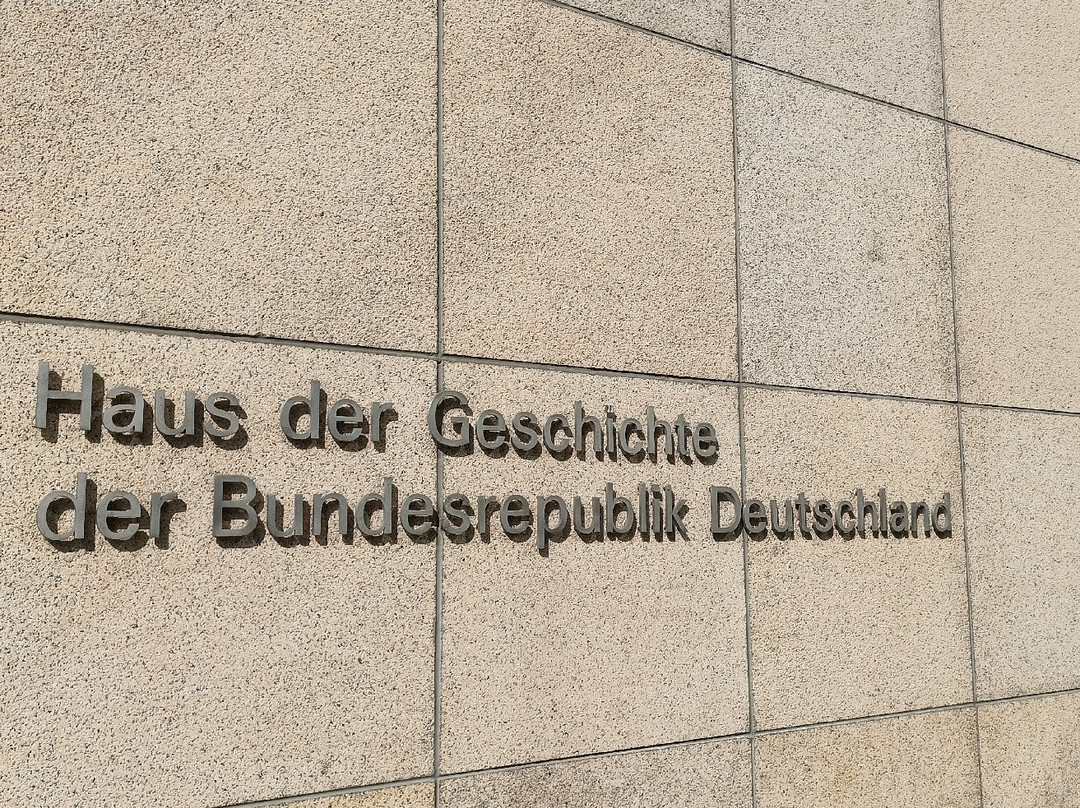 Haus der Geschichte
der Bundesrepublik Deutschland